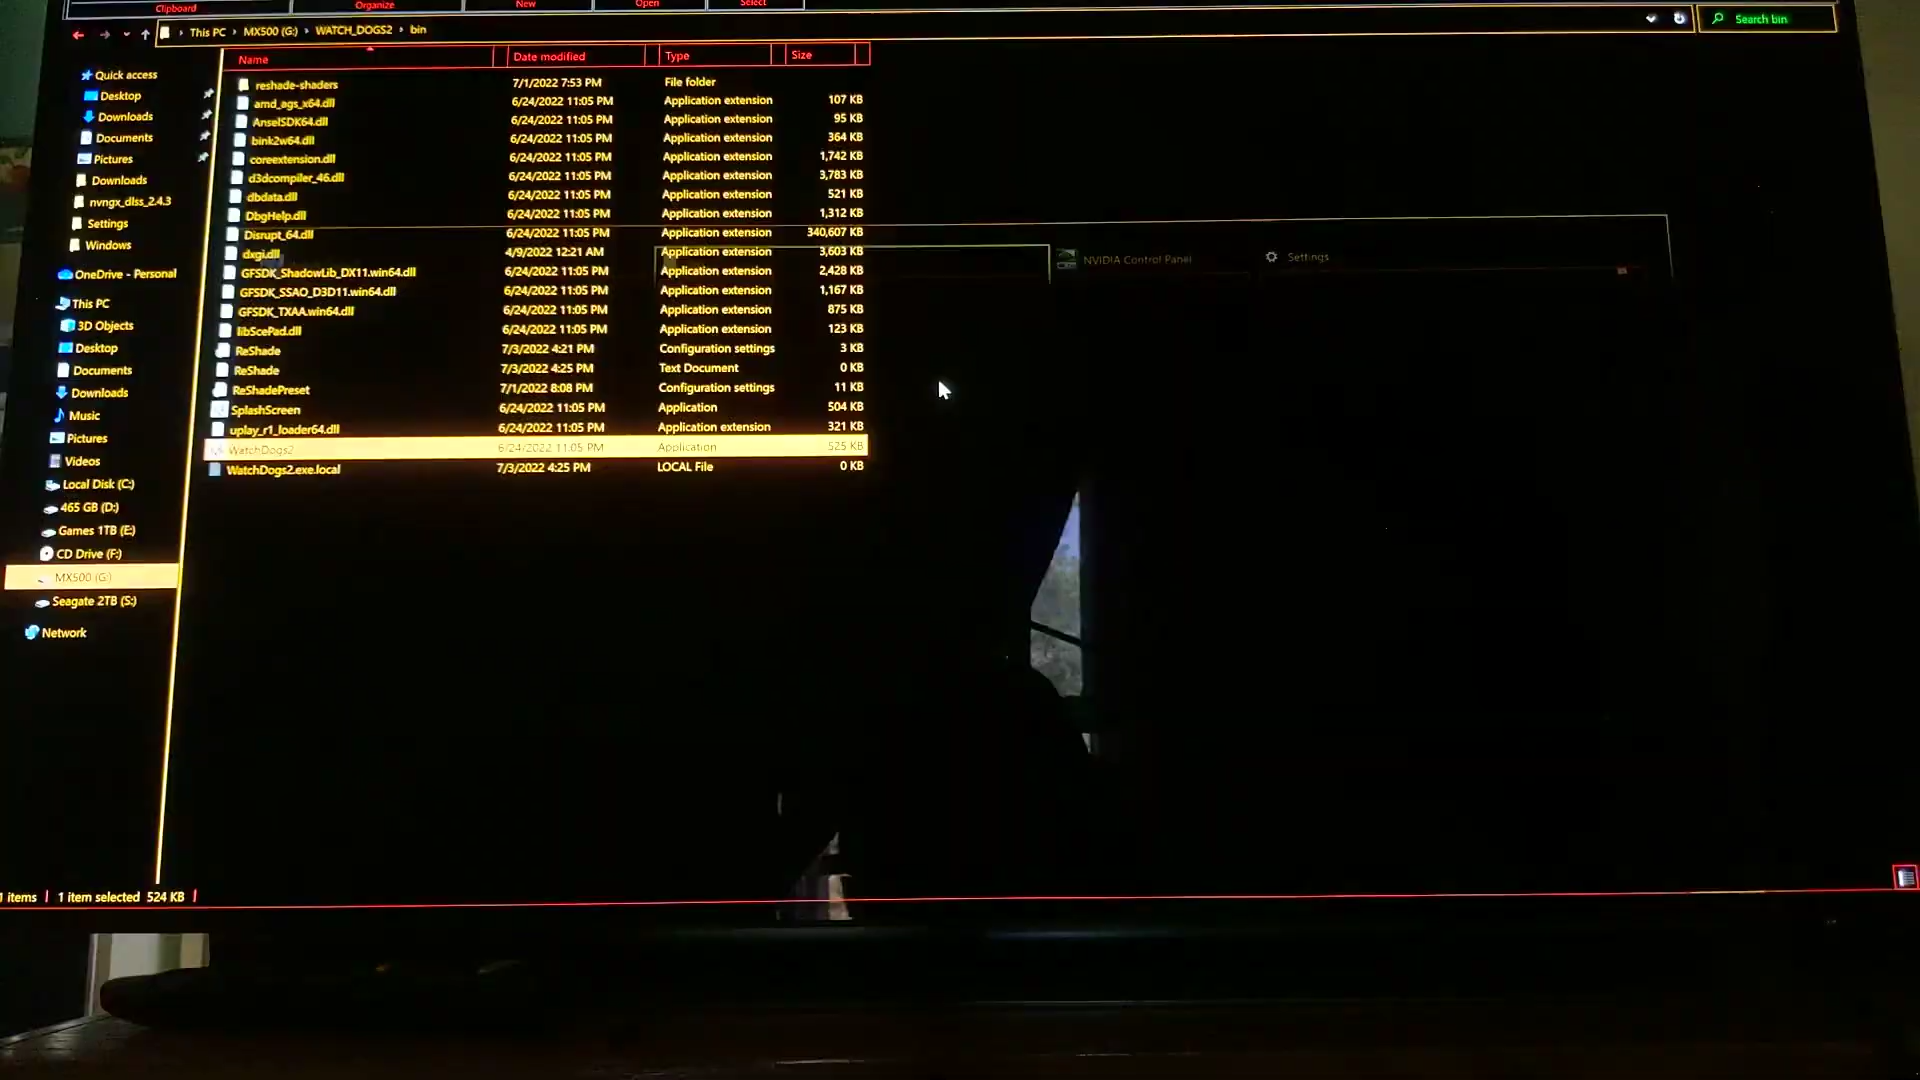 Clipboard Organize New Open Select
This PC MX500 (G:) WATCH_DOGS2 bin
Search bin
Name Date modified Type Size
Quick access
Desktop
Downloads
Documents
Pictures
Downloads
nvngx_dlss_2.4.3
Settings
Windows
OneDrive - Personal
This PC
3D Objects
Desktop
Documents
Downloads
Music
Pictures
Videos
Local Disk (C:)
465 GB (D:)
Games 1TB (E:)
CD Drive (F:)
MX500 (G:)
Seagate 2TB (S:)
Network
reshade-shaders 7/1/2022 7:53 PM File folder
amd_ags_x64.dll 6/24/2022 11:05 PM Application extension 107 KB
AnselSDK64.dll 6/24/2022 11:05 PM Application extension 95 KB
bink2w64.dll 6/24/2022 11:05 PM Application extension 364 KB
coreextension.dll 6/24/2022 11:05 PM Application extension 1,742 KB
d3dcompiler_46.dll 6/24/2022 11:05 PM Application extension 3,783 KB
dbdata.dll 6/24/2022 11:05 PM Application extension 521 KB
DbgHelp.dll 6/24/2022 11:05 PM Application extension 1,312 KB
Disrupt_64.dll 6/24/2022 11:05 PM Application extension 340,607 KB
dxgi.dll 4/9/2022 12:21 AM Application extension 3,603 KB
GFSDK_ShadowLib_DX11.win64.dll 6/24/2022 11:05 PM Application extension 2,428 KB
GFSDK_SSAO_D3D11.win64.dll 6/24/2022 11:05 PM Application extension 1,167 KB
GFSDK_TXAA.win64.dll 6/24/2022 11:05 PM Application extension 875 KB
libScePad.dll 6/24/2022 11:05 PM Application extension 123 KB
ReShade 7/3/2022 4:21 PM Configuration settings 3 KB
ReShade 7/3/2022 4:25 PM Text Document 0 KB
ReShadePreset 7/1/2022 8:08 PM Configuration settings 11 KB
SplashScreen 6/24/2022 11:05 PM Application 504 KB
uplay_r1_loader64.dll 6/24/2022 11:05 PM Application extension 321 KB
WatchDogs2 6/24/2022 11:05 PM Application 525 KB
WatchDogs2.exe.local 7/3/2022 4:25 PM LOCAL File 0 KB
NVIDIA Control Panel
Settings
items 1 item selected 524 KB